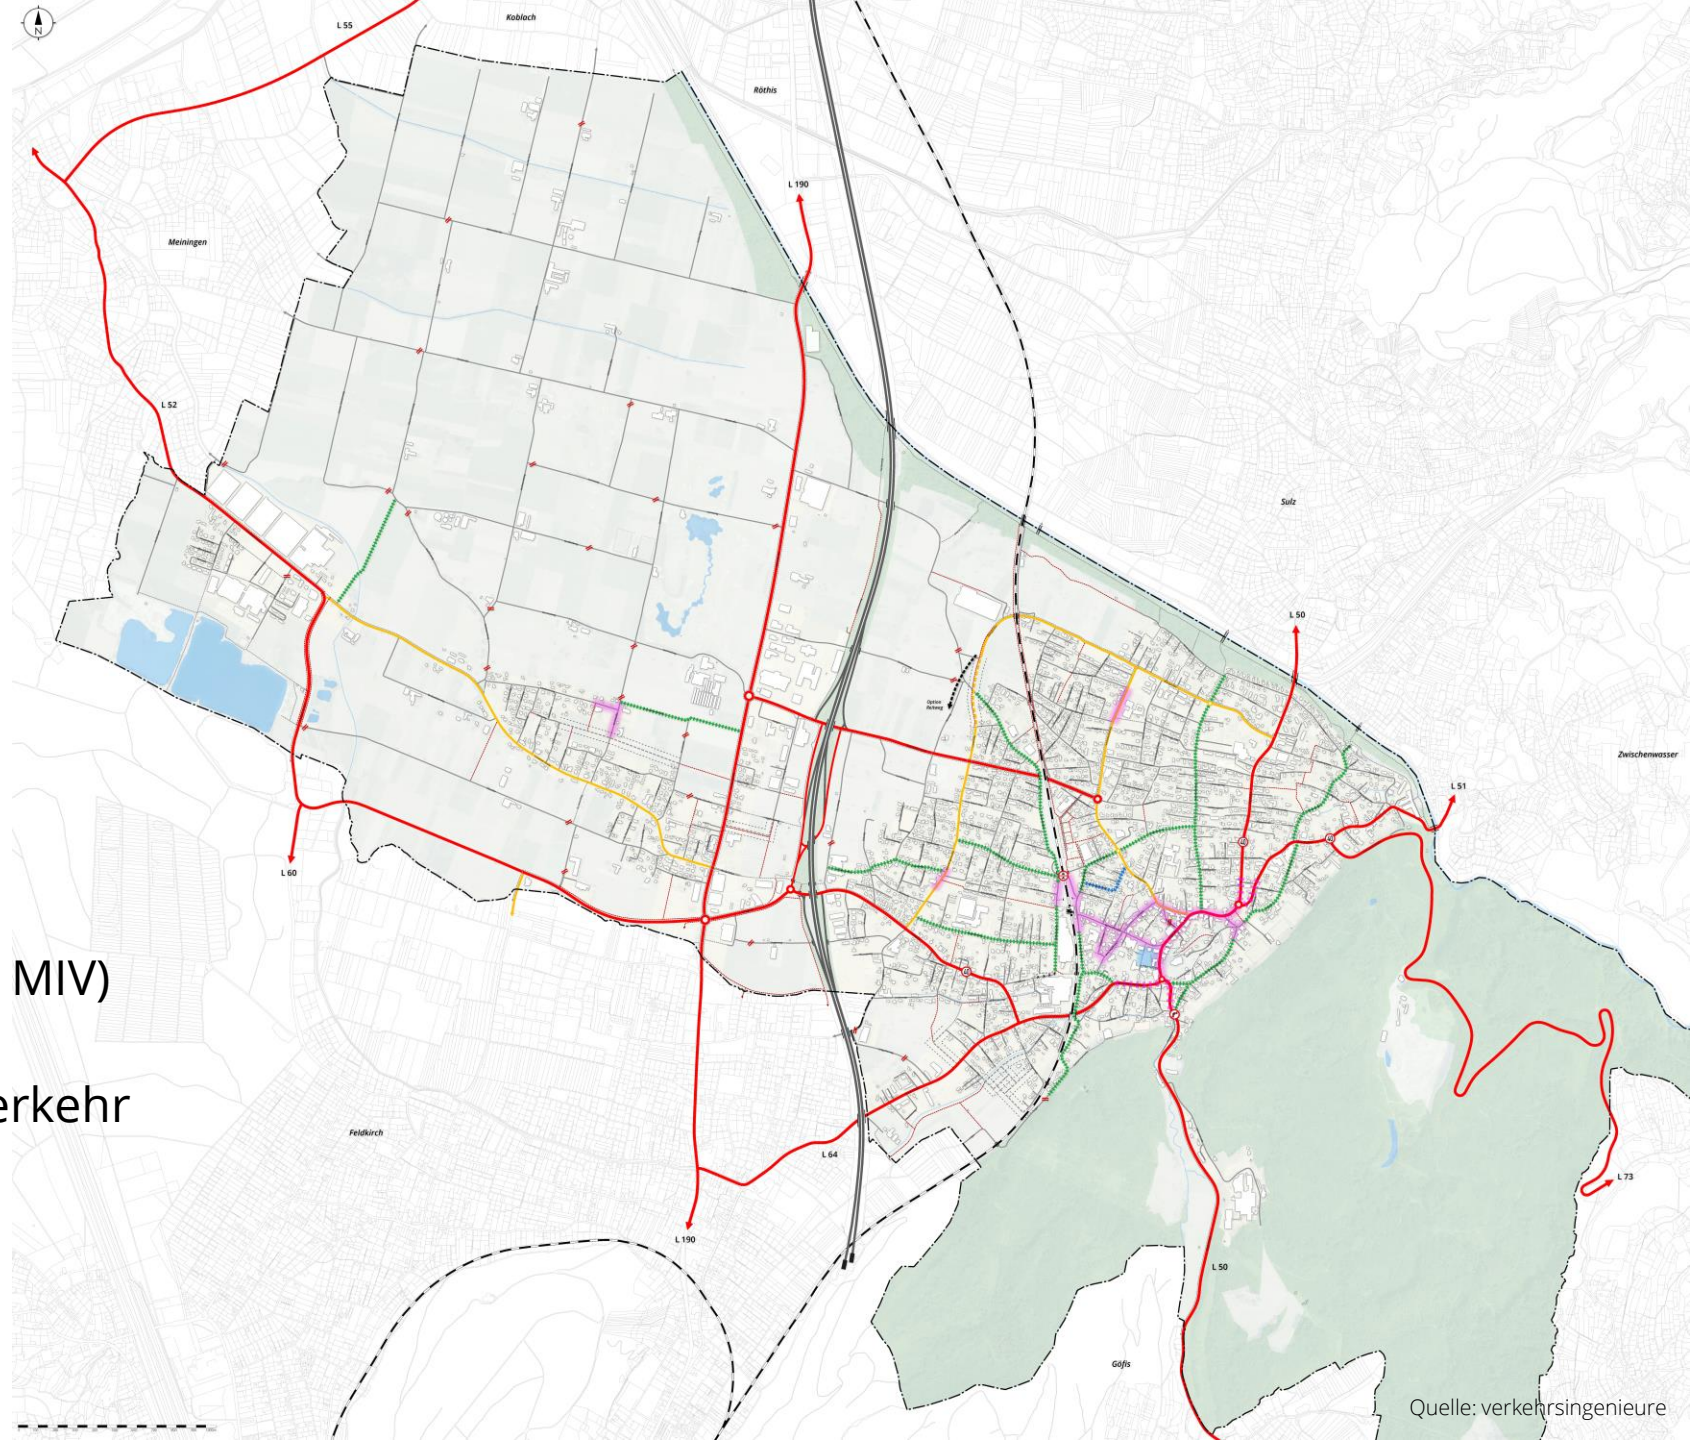 N
L 55
Koblach
Röthis
L 190
Meiningen
L 52
Sulz
L 50
Option
Zwischenwasser
L 51
L 60
MIV)
erkehr
Feldkirch
L 64
L 73
L 190
L 50
Göfis
Quelle: verkehrsingenieure